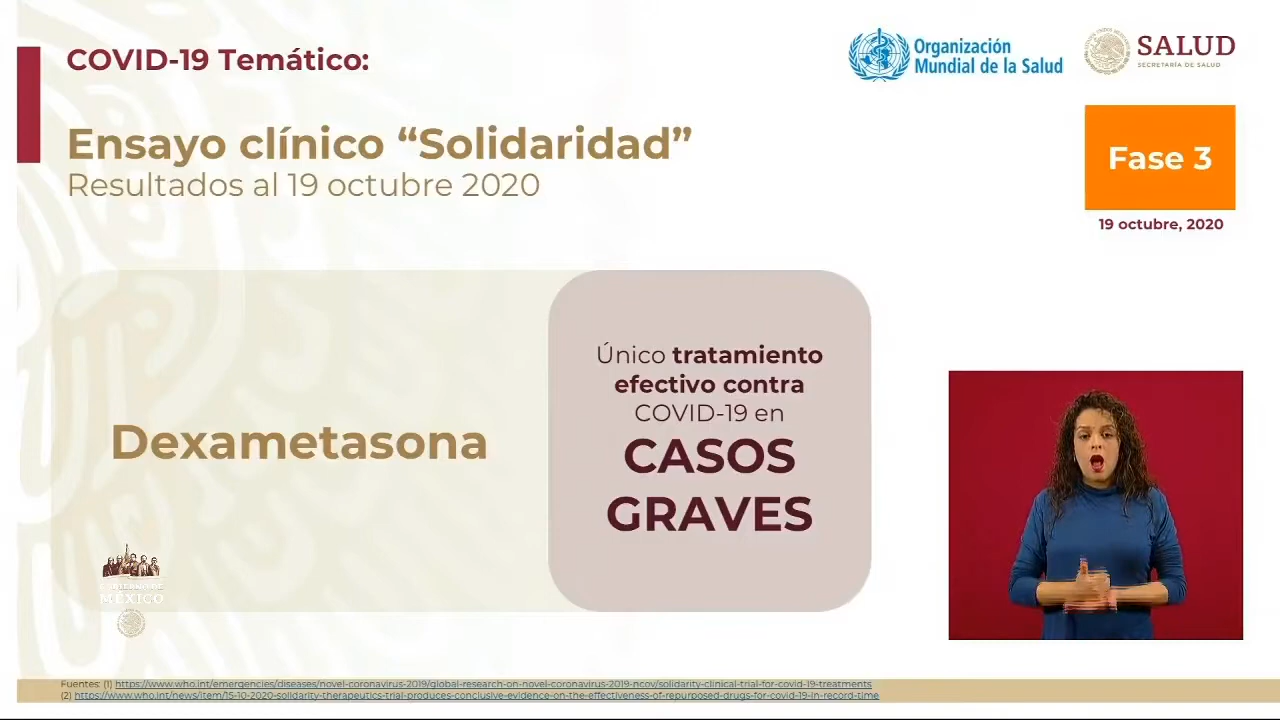 COVID-19 Temático:
Organización
Mundial de la Salud
SALUD
SECRETARÍA DE SALUD
Ensayo clínico “Solidaridad”
Resultados al 19 octubre 2020
Fase 3
19 octubre, 2020
Dexametasona
Único tratamiento
efectivo contra
COVID-19 en
CASOS
GRAVES
GOBIERNO DE
MÉXICO
Fuentes: (1) https://www.who.int/emergencies/diseases/novel-coronavirus-2019/global-research-on-novel-coronavirus-2019-ncov/solidarity-clinical-trial-for-covid-19-treatments
(2) https://www.who.int/news/item/15-10-2020-solidarity-therapeutics-trial-produces-conclusive-evidence-on-the-effectiveness-of-repurposed-drugs-for-covid-19-in-record-time